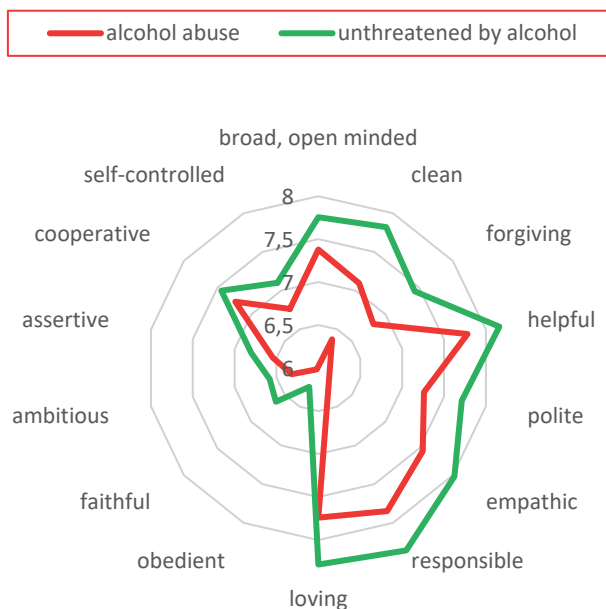 alcohol abuse
unthreatened by alcohol
broad, open minded
self-controlled
clean
8
cooperative
7,5
forgiving
7
assertive
6,5
helpful
6
ambitious
polite
faithful
empathic
obedient
responsible
loving